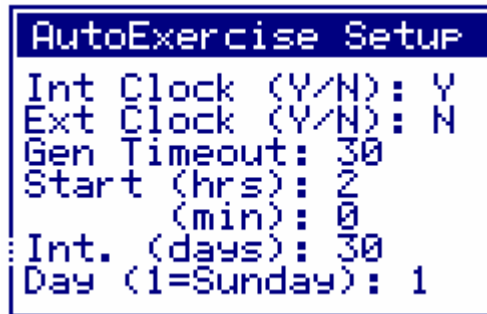 AutoExercise Setup
Int Clock (Y/N): Y
Ext Clock (Y/N): N
Gen Timeout: 30
Start (hrs): 2
(min): 0
Int. (days): 30
Day (1=Sunday): 1